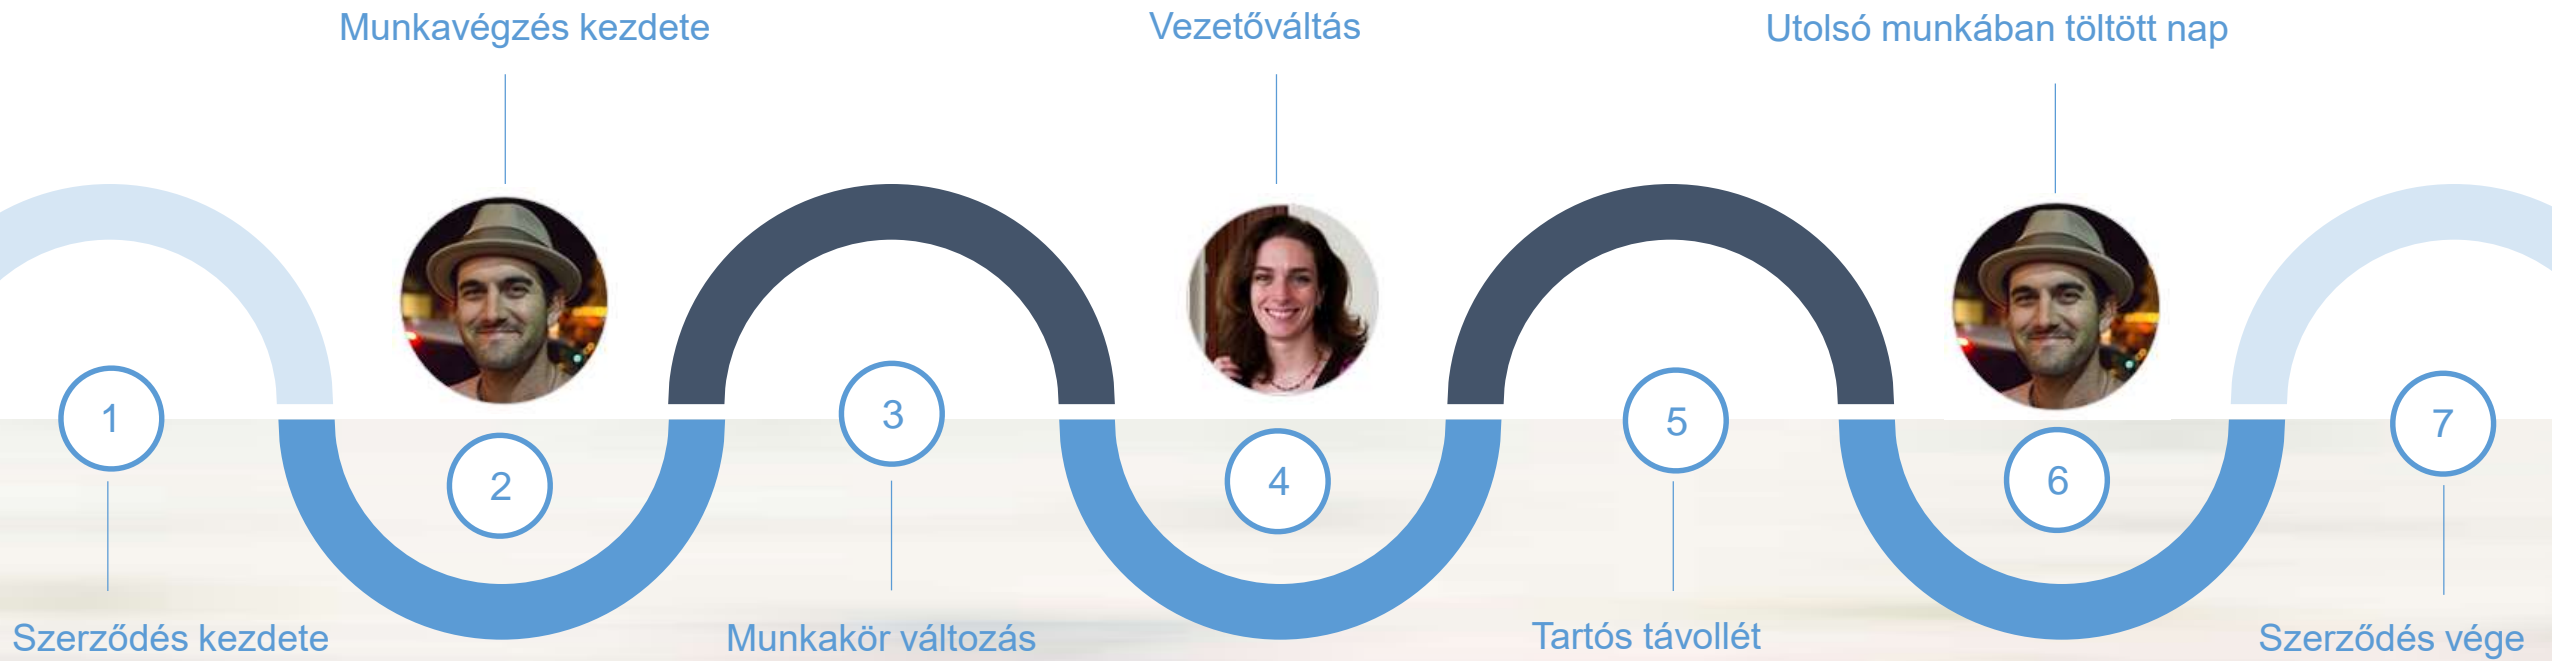 Munkavégzés kezdete
Vezetőváltás
Utolsó munkában töltött nap
1
2
3
4
5
6
7
Szerződés kezdete
Munkakör változás
Tartós távollét
Szerződés vége